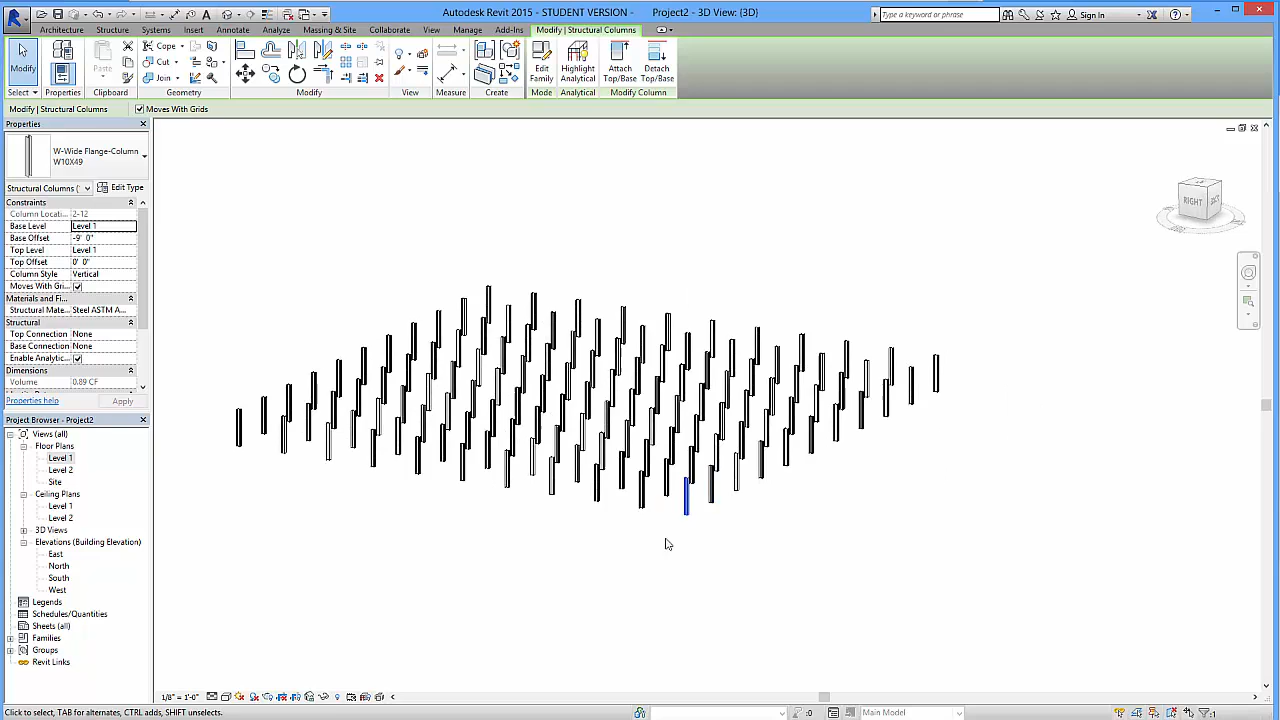 Autodesk Revit 2015 - STUDENT VERSION - Project2 - 3D View: {3D}
Type a keyword or phrase
Sign In
Architecture Structure Systems Insert Annotate Analyze Massing & Site Collaborate View Manage Add-Ins Modify | Structural Columns
Modify
Properties
Paste
Cope
Cut
Join
Edit Family
Highlight Analytical
Attach Top/Base
Detach Top/Base
Select Properties Clipboard Geometry Modify View Measure Create Mode Analytical Modify Column
Modify | Structural Columns Moves With Grids
Properties
W-Wide Flange-Column
W10X49
Structural Columns (' Edit Type
Constraints
Column Locati... 2-12
Base Level Level 1
Base Offset -9' 0"
Top Level Level 1
Top Offset 0' 0"
Column Style Vertical
Moves With Gri...
Materials and Fi...
Structural Mate... Steel ASTM A...
Structural
Top Connection None
Base Connection None
Enable Analytic...
Dimensions
Volume 0.89 CF
Properties help Apply
Project Browser - Project2
Views (all)
Floor Plans
Level 1
Level 2
Site
Ceiling Plans
Level 1
Level 2
3D Views
Elevations (Building Elevation)
East
North
South
West
Legends
Schedules/Quantities
Sheets (all)
Families
Groups
Revit Links
RIGHT
1/8" = 1'-0"
Click to select, TAB for alternates, CTRL adds, SHIFT unselects.
:0
Main Model
:1